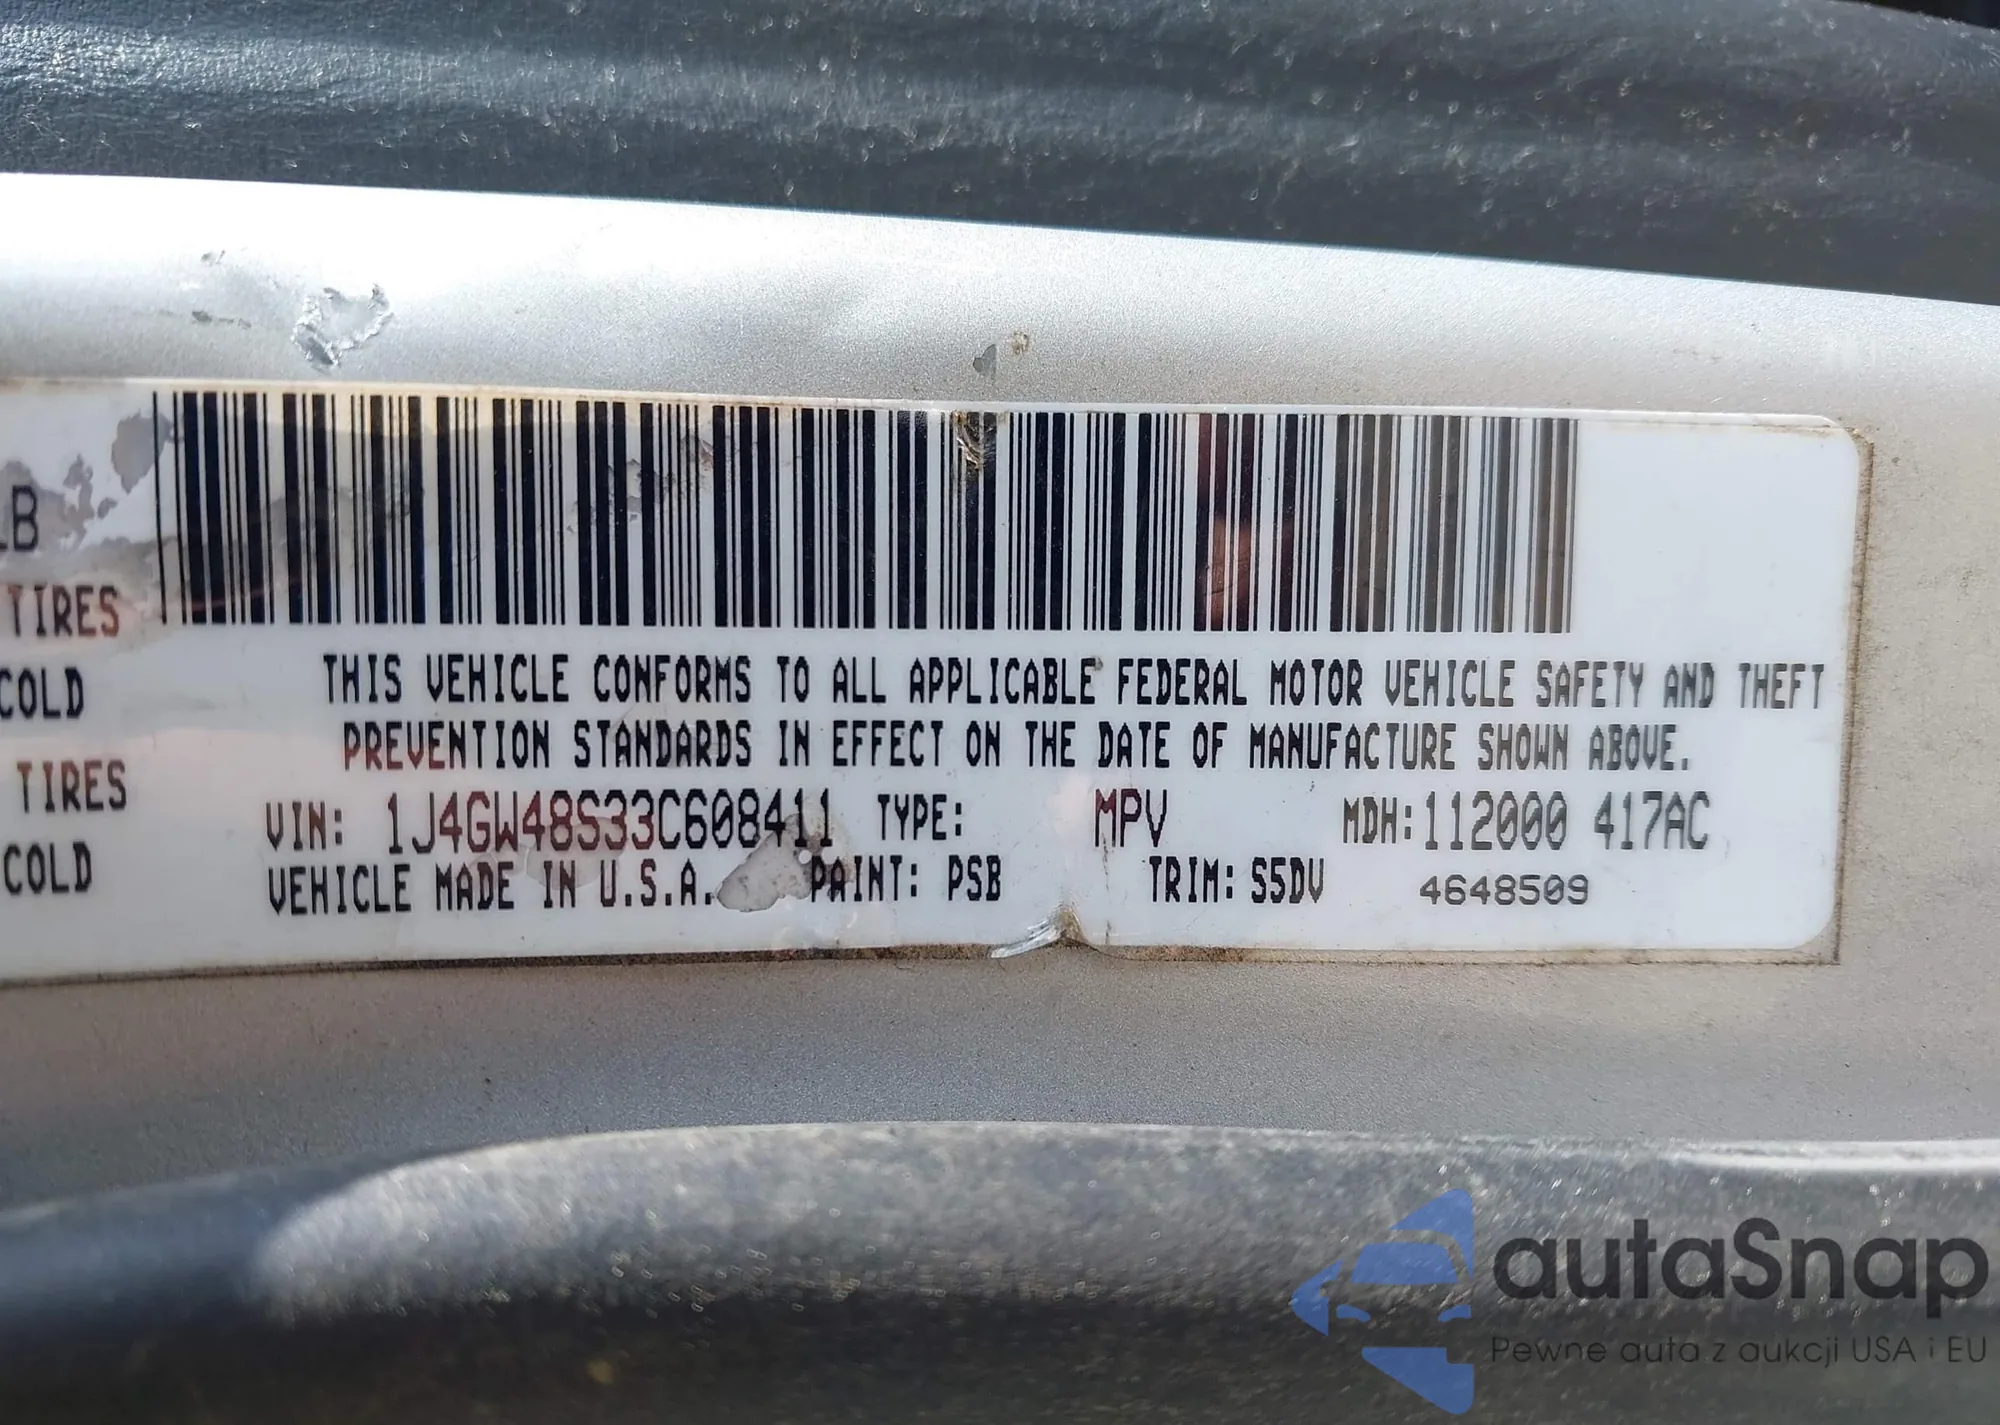 LB
TIRES
COLD
TIRES
COLD
THIS VEHICLE CONFORMS TO ALL APPLICABLE FEDERAL MOTOR VEHICLE SAFETY AND THEFT
PREVENTION STANDARDS IN EFFECT ON THE DATE OF MANUFACTURE SHOWN ABOVE.
VIN: 1J4GW48S33C608411 TYPE: MPV MDH:112000 417AC
VEHICLE MADE IN U.S.A. PAINT: PSB TRIM: S5DV 4648509
autaSnap
Pewne auta z aukcji USA i EU